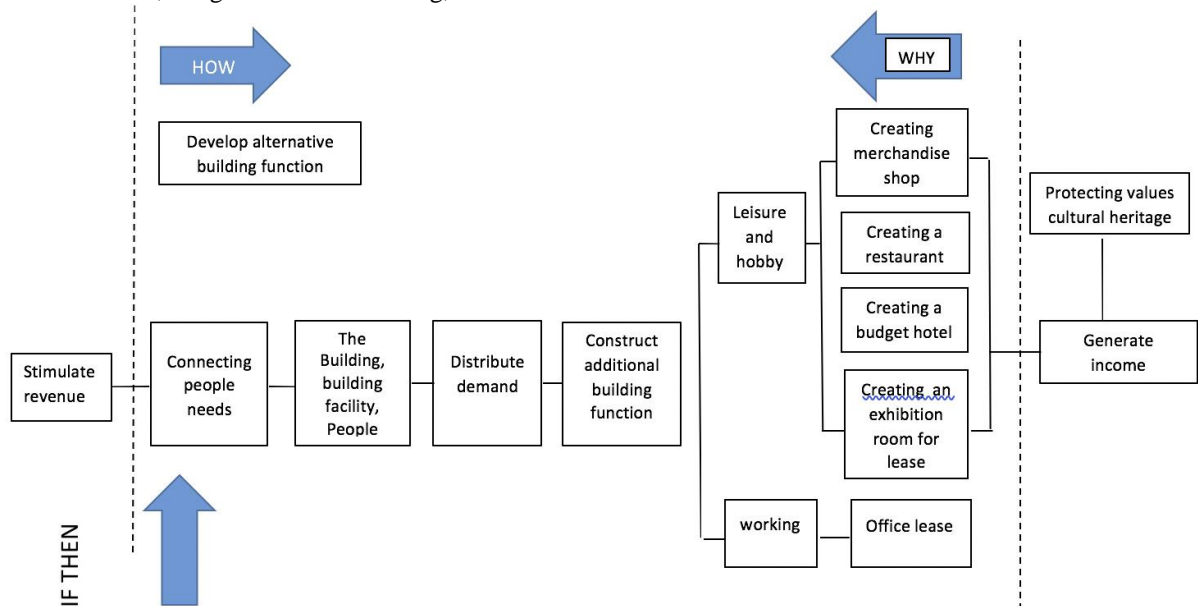 HOW
WHY
Develop alternative
building function
Creating
merchandise
shop
Protecting values
cultural heritage
Leisure
and
hobby
Creating a
restaurant
Creating a
budget hotel
Stimulate
revenue
Connecting
people
needs
The
Building,
building
facility,
People
Distribute
demand
Construct
additional
building
function
Creating an
exhibition
room for
lease
Generate
income
working
Office lease
IF THEN